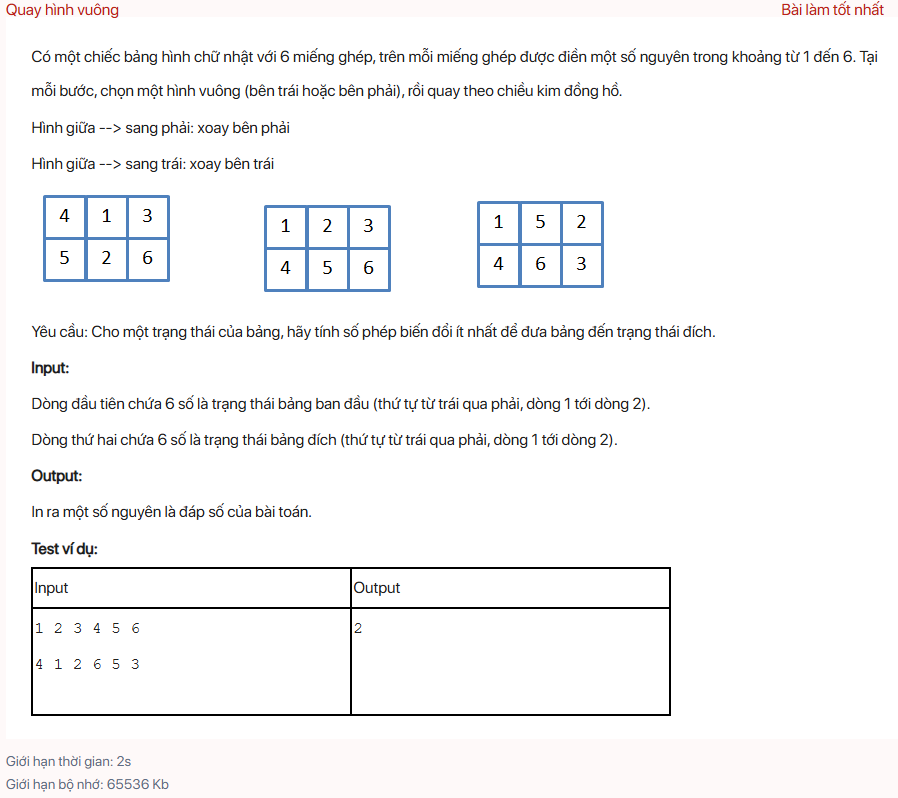 Quay hình vuông
Bài làm tốt nhất
Có một chiếc bảng hình chữ nhật với 6 miếng ghép, trên mỗi miếng ghép được điền một số nguyên trong khoảng từ 1 đến 6. Tại
mỗi bước, chọn một hình vuông (bên trái hoặc bên phải), rồi quay theo chiều kim đồng hồ.
Hình giữa --> sang phải: xoay bên phải
Hình giữa --> sang trái: xoay bên trái
4 1 3
5 2 6
1 2 3
4 5 6
1 5 2
4 6 3
Yêu cầu: Cho một trạng thái của bảng, hãy tính số phép biến đổi ít nhất để đưa bảng đến trạng thái đích.
Input:
Dòng đầu tiên chứa 6 số là trạng thái bảng ban đầu (thứ tự từ trái qua phải, dòng 1 tới dòng 2).
Dòng thứ hai chứa 6 số là trạng thái bảng đích (thứ tự từ trái qua phải, dòng 1 tới dòng 2).
Output:
In ra một số nguyên là đáp số của bài toán.
Test ví dụ:
Input Output
1 2 3 4 5 6 2
4 1 2 6 5 3
Giới hạn thời gian: 2s
Giới hạn bộ nhớ: 65536 Kb